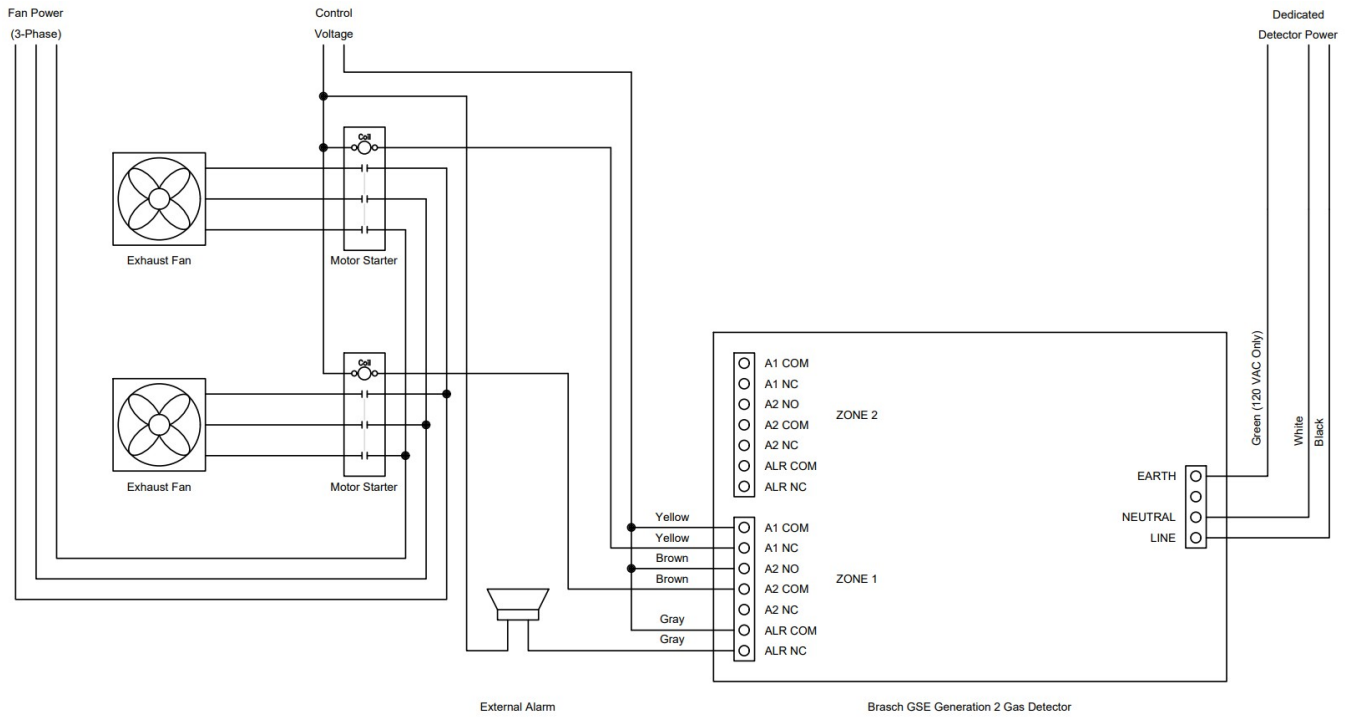 Fan Power
(3-Phase)
Control
Voltage
Dedicated
Detector Power
Coil
Exhaust Fan
Motor Starter
Coil
Exhaust Fan
Motor Starter
Green (120 VAC Only)
White
Black
A1 COM
A1 NC
A2 NO
A2 COM
A2 NC
ALR COM
ALR NC
ZONE 2
EARTH
NEUTRAL
LINE
Yellow
Yellow
Brown
Brown
Gray
Gray
A1 COM
A1 NC
A2 NO
A2 COM
A2 NC
ALR COM
ALR NC
ZONE 1
External Alarm
Brasch GSE Generation 2 Gas Detector